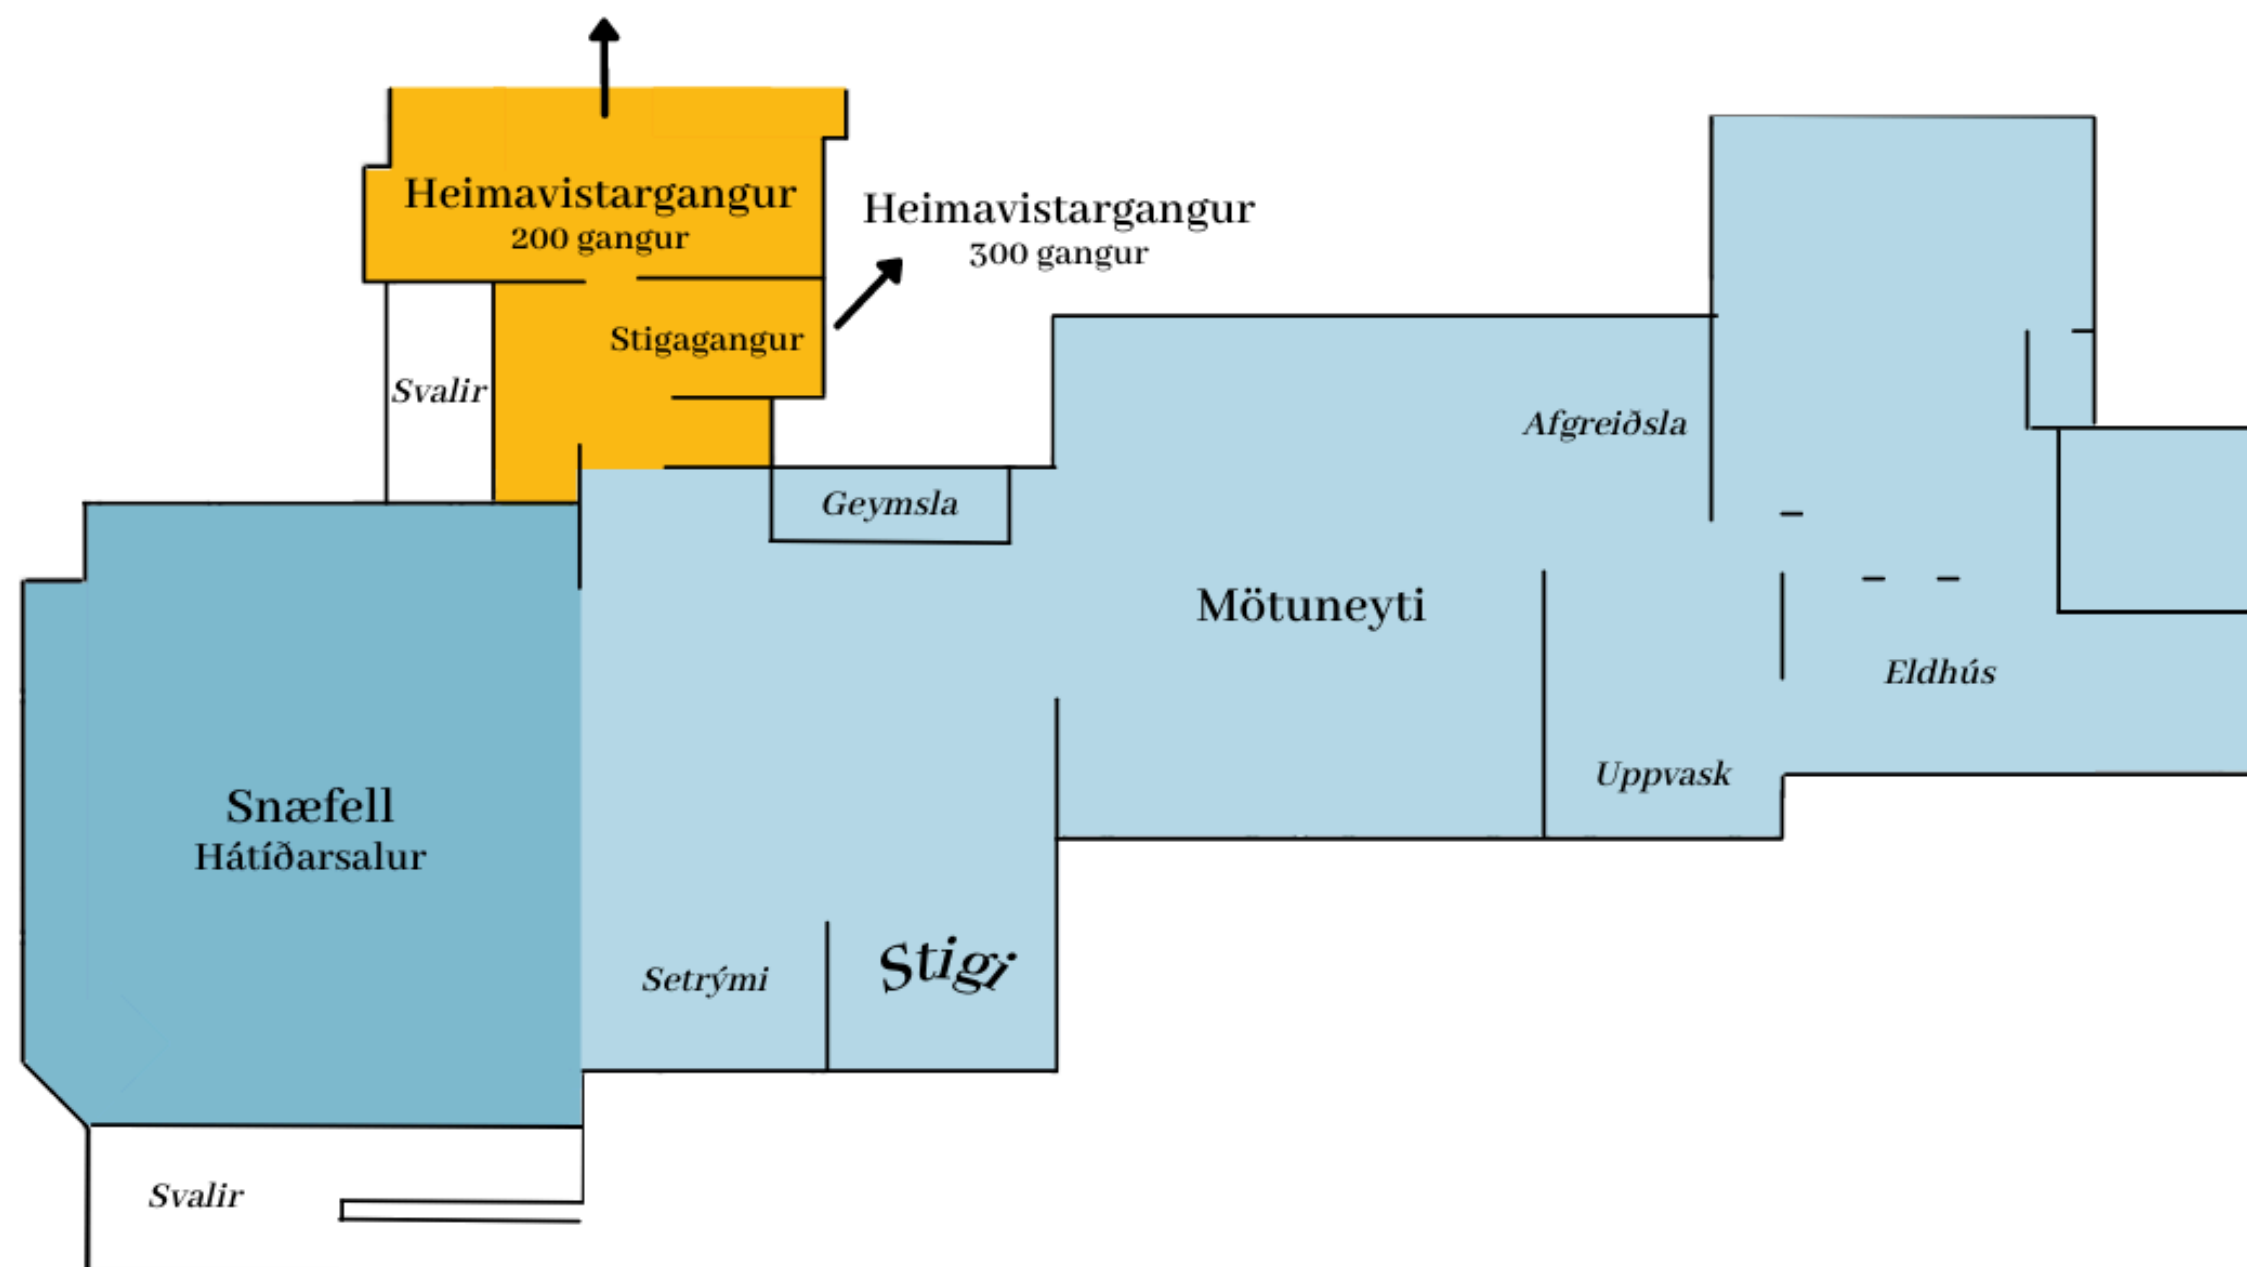 Heimavistargangur
200 gangur
Heimavistargangur
300 gangur
Stigagangur
Svalir
Afgreiðsla
Geymsla
Mötuneyti
Eldhús
Uppvask
Snæfell
Hátíðarsalur
Setrými
Stigi
Svalir